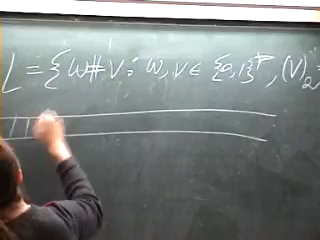 L = { w#v : w, v ∈ {0,1}*, (v)₂